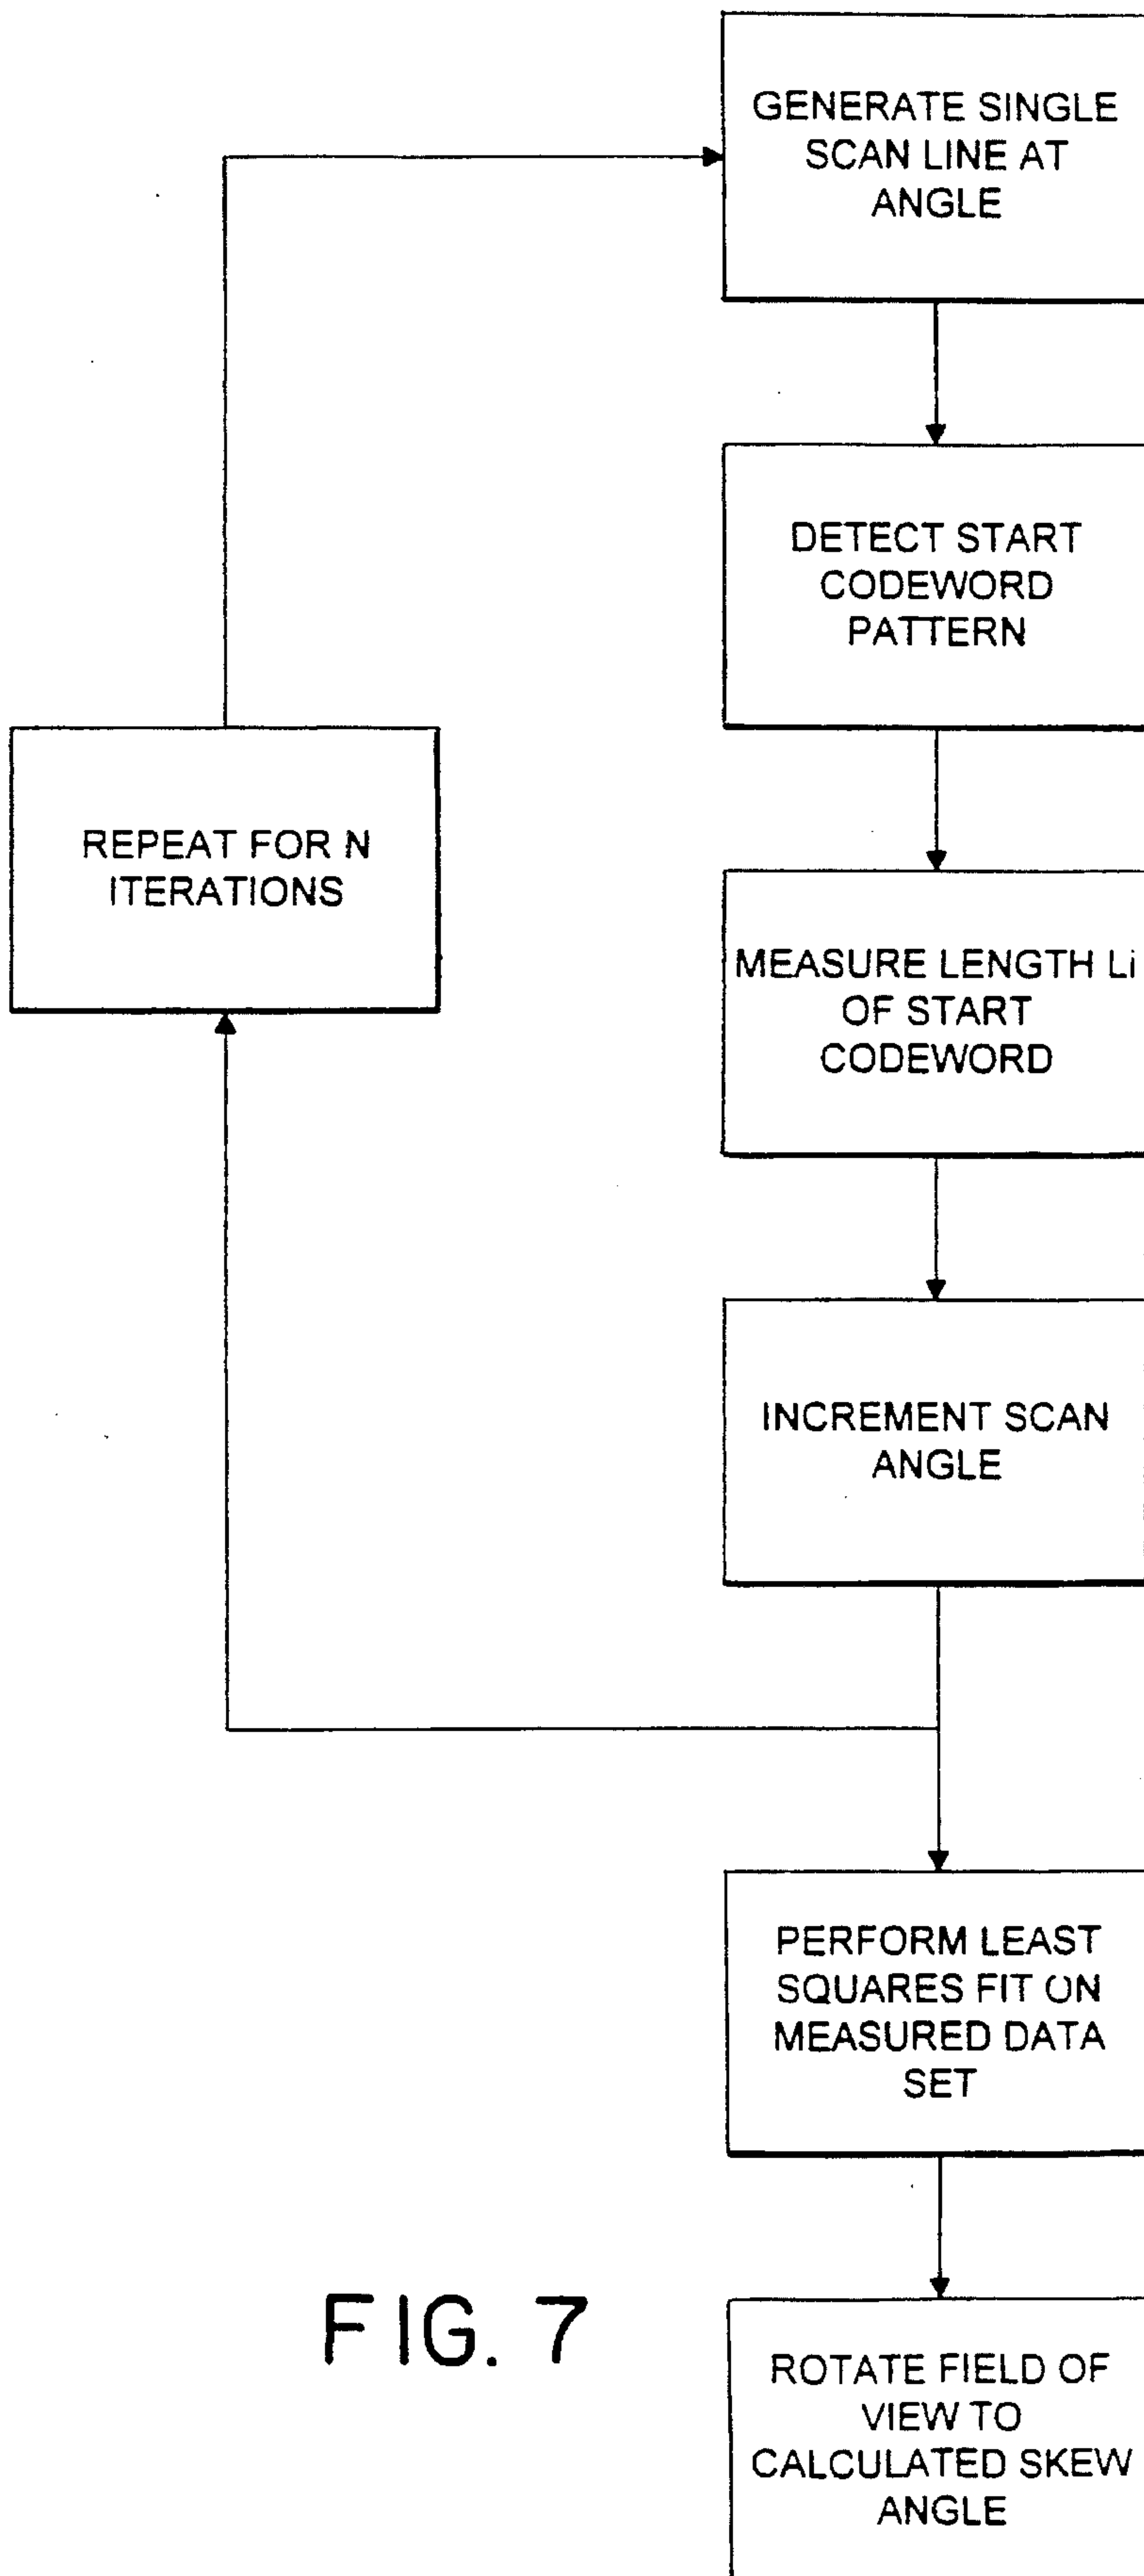 GENERATE SINGLE
SCAN LINE AT
ANGLE
DETECT START
CODEWORD
PATTERN
REPEAT FOR N
ITERATIONS
MEASURE LENGTH Li
OF START
CODEWORD
INCREMENT SCAN
ANGLE
PERFORM LEAST
SQUARES FIT ON
MEASURED DATA
SET
FIG. 7
ROTATE FIELD OF
VIEW TO
CALCULATED SKEW
ANGLE